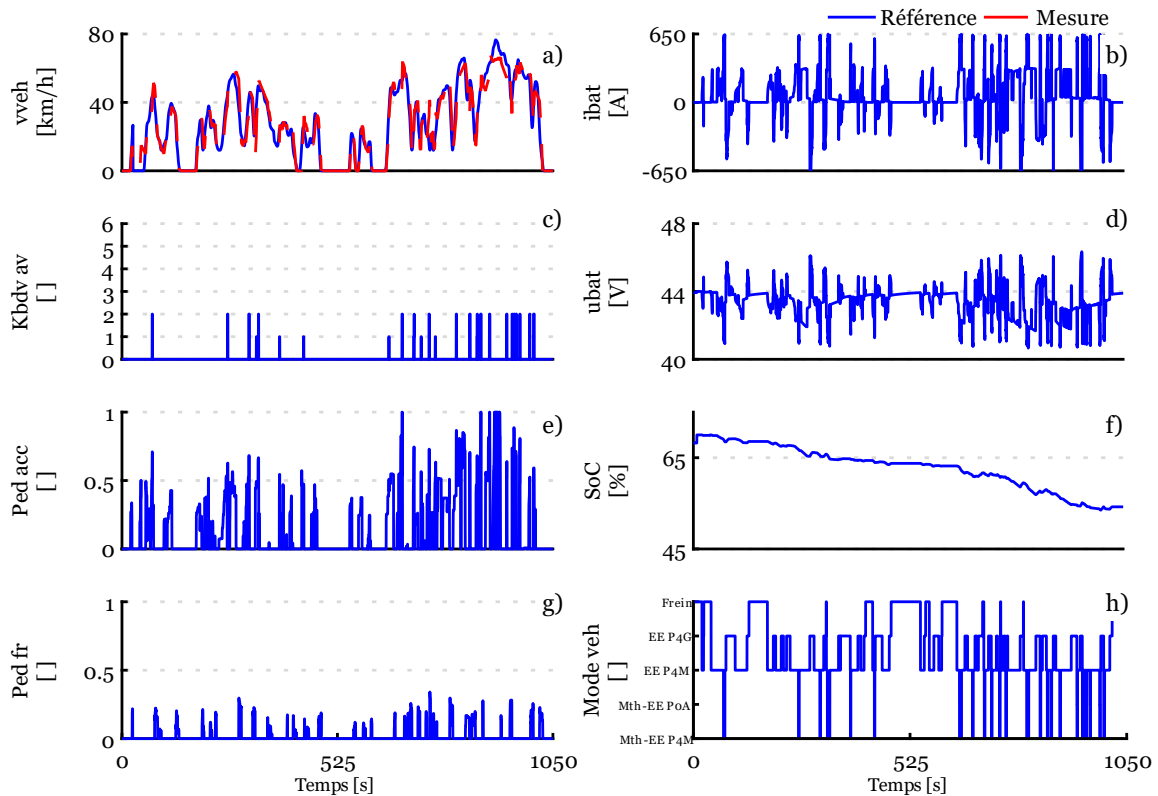 Référence Mesure
80
40
0
vveh
[km/h]
a)
650
0
-650
ibat
[A]
b)
6
5
4
3
2
1
0
Kbdv av
[ ]
c)
48
44
40
ubat
[V]
d)
1
0.5
0
Ped acc
[ ]
e)
65
45
SoC
[%]
f)
1
0.5
0
Ped fr
[ ]
g)
0 525 1050
Temps [s]
Frein
EE P4G
EE P4M
Mth-EE P0A
Mth-EE P4M
Mode veh
[ ]
h)
0 525 1050
Temps [s]